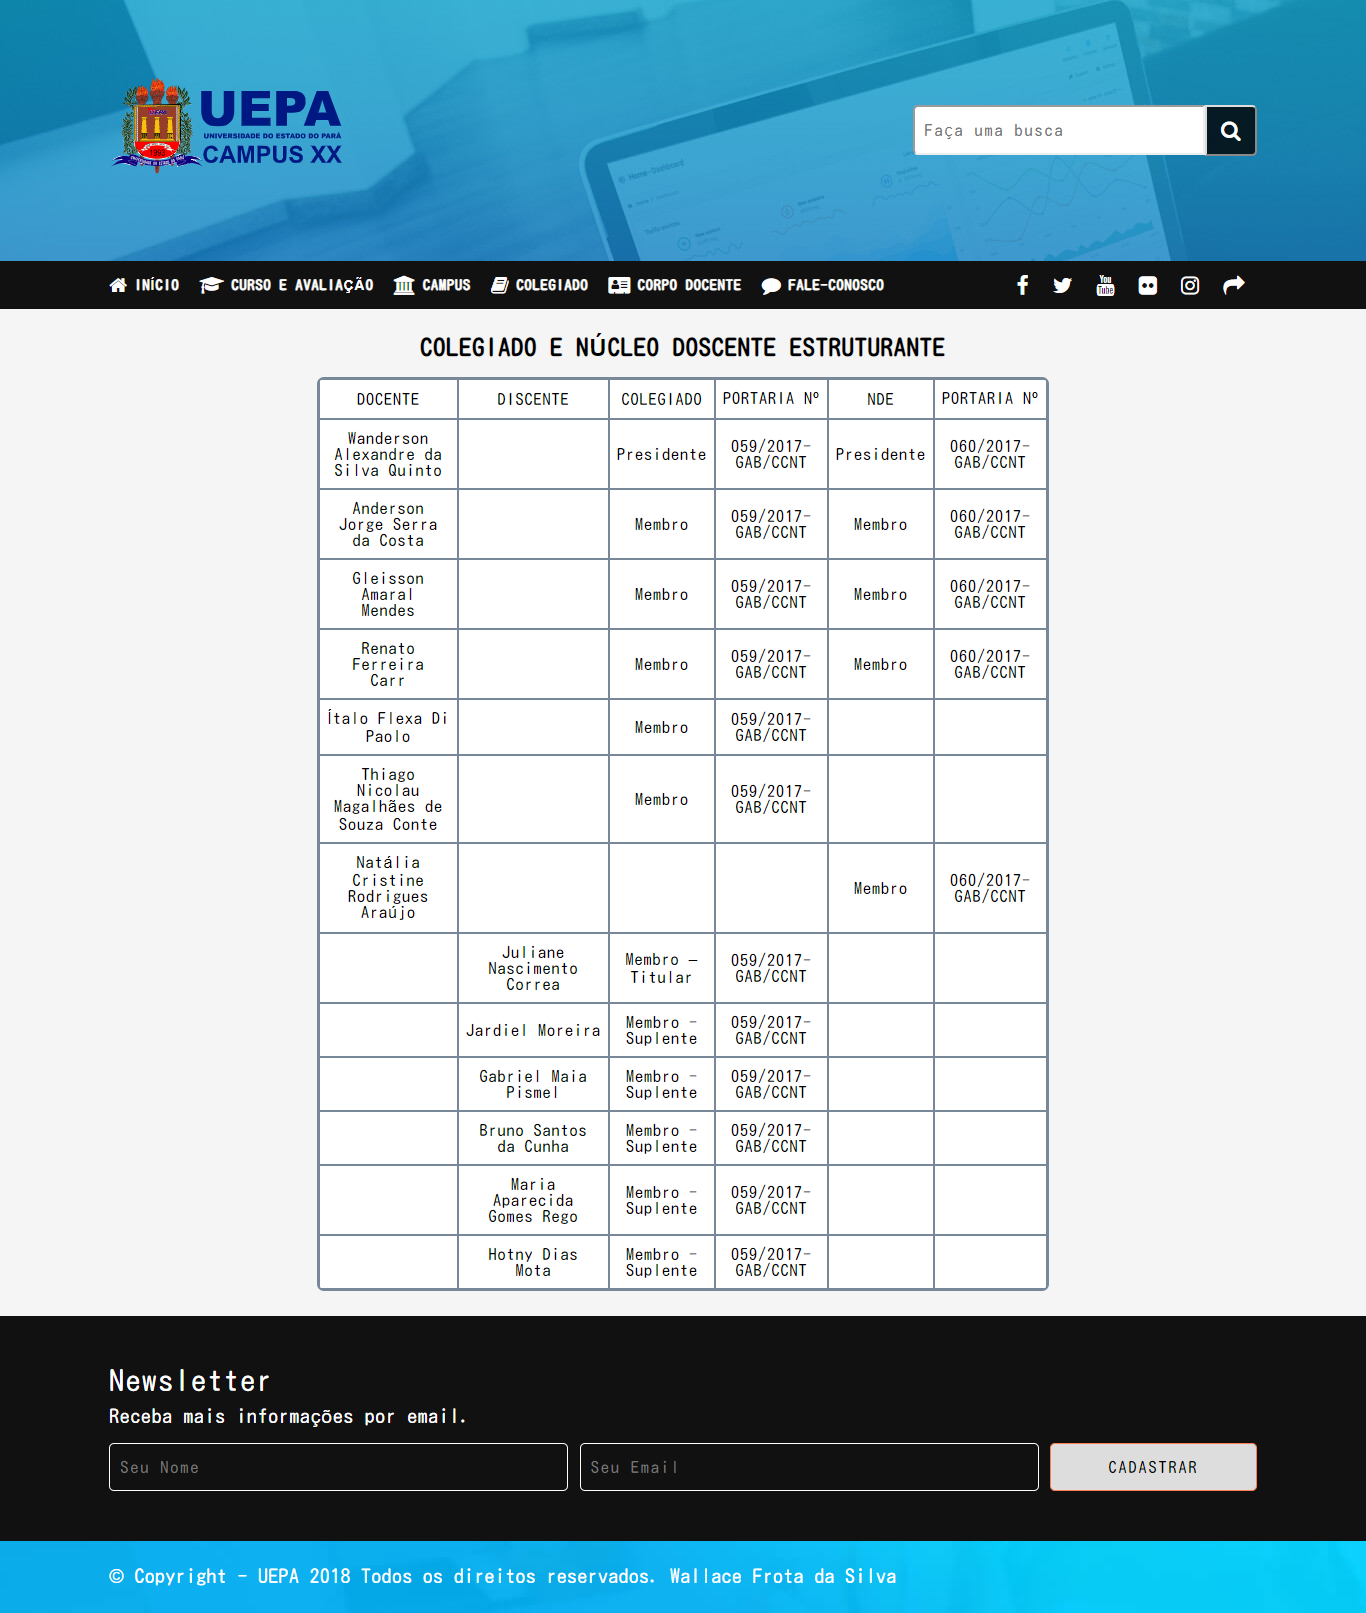 UEPA
UNIVERSIDADE DO ESTADO DO PARÁ
CAMPUS XX
Faça uma busca
INÍCIO CURSO E AVALIAÇÃO CAMPUS COLEGIADO CORPO DOCENTE FALE-CONOSCO
COLEGIADO E NÚCLEO DOSCENTE ESTRUTURANTE
DOCENTE DISCENTE COLEGIADO PORTARIA Nº NDE PORTARIA Nº
Wanderson
Alexandre da
Silva Quinto
Presidente
059/2017-
GAB/CCNT
Presidente
060/2017-
GAB/CCNT
Anderson
Jorge Serra
da Costa
Membro
059/2017-
GAB/CCNT
Membro
060/2017-
GAB/CCNT
Gleisson
Amaral
Mendes
Membro
059/2017-
GAB/CCNT
Membro
060/2017-
GAB/CCNT
Renato
Ferreira
Carr
Membro
059/2017-
GAB/CCNT
Membro
060/2017-
GAB/CCNT
Ítalo Flexa Di
Paolo
Membro
059/2017-
GAB/CCNT
Thiago
Nicolau
Magalhães de
Souza Conte
Membro
059/2017-
GAB/CCNT
Natália
Cristine
Rodrigues
Araújo
Membro
060/2017-
GAB/CCNT
Juliane
Nascimento
Correa
Membro –
Titular
059/2017-
GAB/CCNT
Jardiel Moreira
Membro -
Suplente
059/2017-
GAB/CCNT
Gabriel Maia
Pismel
Membro -
Suplente
059/2017-
GAB/CCNT
Bruno Santos
da Cunha
Membro -
Suplente
059/2017-
GAB/CCNT
Maria
Aparecida
Gomes Rego
Membro -
Suplente
059/2017-
GAB/CCNT
Hotny Dias
Mota
Membro -
Suplente
059/2017-
GAB/CCNT
Newsletter
Receba mais informações por email.
Seu Nome
Seu Email
CADASTRAR
© Copyright - UEPA 2018 Todos os direitos reservados. Wallace Frota da Silva